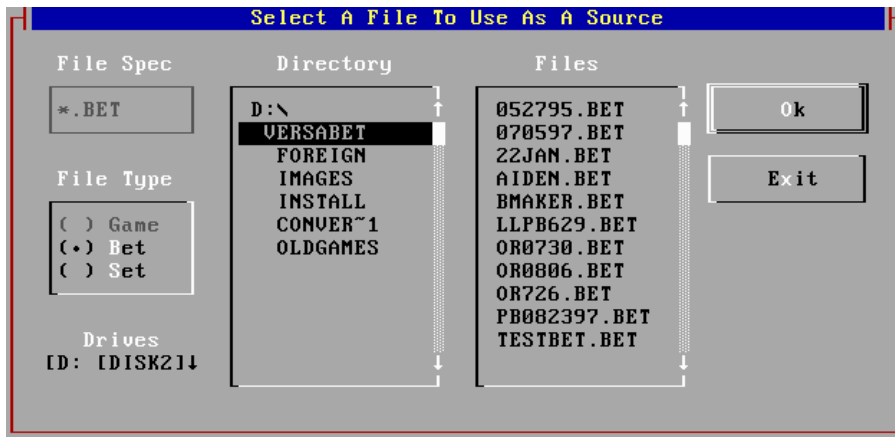 Select A File To Use As A Source
File Spec
*.BET
File Type
( ) Game
(•) Bet
( ) Set
Drives
[D: [DISK2]↓
Directory
D:\
VERSABET
FOREIGN
IMAGES
INSTALL
CONVER~1
OLDGAMES
Files
052795.BET
070597.BET
22JAN.BET
AIDEN.BET
BMAKER.BET
LLPB629.BET
OR0730.BET
OR0806.BET
OR726.BET
PB082397.BET
TESTBET.BET
Ok
Exit